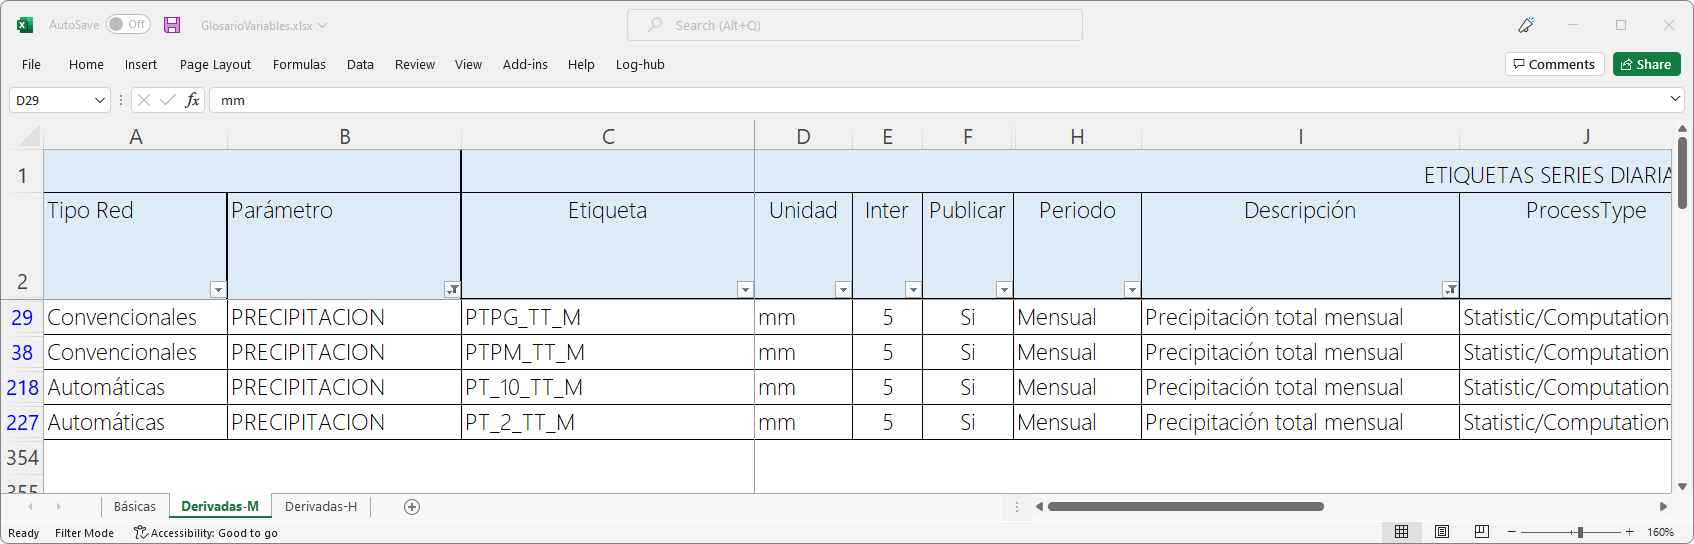 AutoSave Off GlosarioVariables.xlsx Search (Alt+Q)
File Home Insert Page Layout Formulas Data Review View Add-ins Help Log-hub Comments Share
D29 fx mm
A B C D E F H I J
1 ETIQUETAS SERIES DIARIA
2 Tipo Red Parámetro Etiqueta Unidad Inter Publicar Periodo Descripción ProcessType
29 Convencionales PRECIPITACION PTPG_TT_M mm 5 Si Mensual Precipitación total mensual Statistic/Computation
38 Convencionales PRECIPITACION PTPM_TT_M mm 5 Si Mensual Precipitación total mensual Statistic/Computation
218 Automáticas PRECIPITACION PT_10_TT_M mm 5 Si Mensual Precipitación total mensual Statistic/Computation
227 Automáticas PRECIPITACION PT_2_TT_M mm 5 Si Mensual Precipitación total mensual Statistic/Computation
354
355
Básicas Derivadas-M Derivadas-H
Ready Filter Mode Accessibility: Good to go 160%